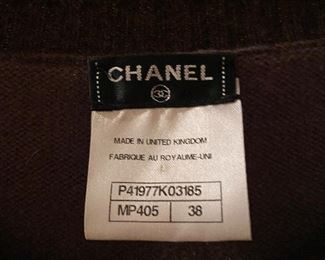 CHANEL
MADE IN UNITED KINGDOM
FABRIQUE AU ROYAUME-UNI
P41977K03185
MP405 38